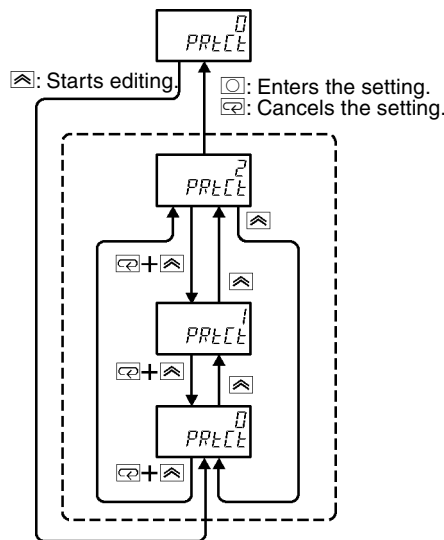 0
PRtCt
: Starts editing.
: Enters the setting.
: Cancels the setting.
2
PRtCt
+
1
PRtCt
+
0
PRtCt
+